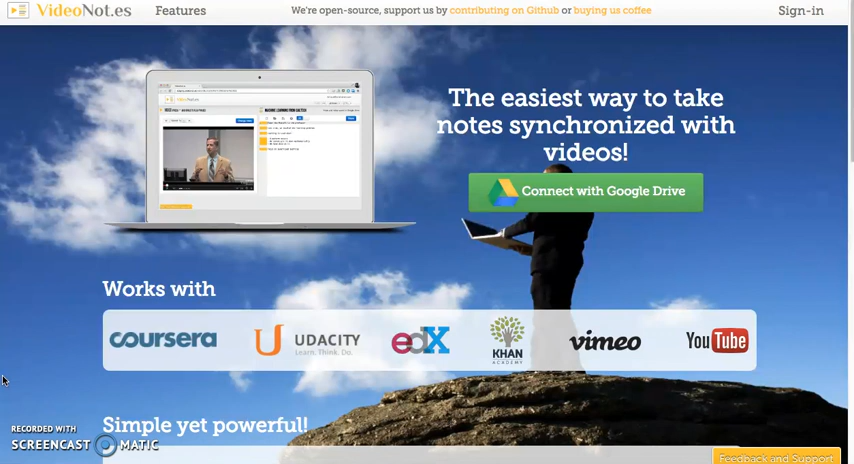 VideoNot.es
Features
We're open-source, support us by contributing on Github or buying us coffee
Sign-in
The easiest way to take
notes synchronized with
videos!
Connect with Google Drive
Works with
coursera
UDACITY
Learn. Think. Do.
edX
KHAN
ACADEMY
vimeo
YouTube
Simple yet powerful!
RECORDED WITH
SCREENCAST MATIC
Feedback and Support